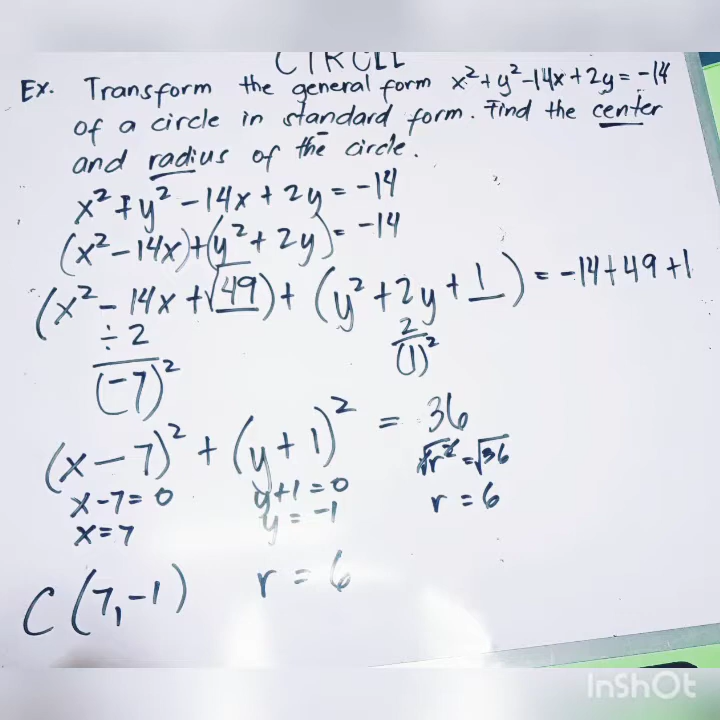 CIRCLE
Ex. Transform the general form x²+y²-14x+2y=-14
of a circle in standard form. Find the center
and radius of the circle.
x²+y²-14x+2y=-14
(x²-14x)+(y²+2y)=-14
(x²-14x+√49)+(y²+2y+1)=-14+49+1
÷2 2
(-7)² (1)²
(x-7)²+(y+1)²=36
x-7=0 y+1=0 √r²=√36
x=7 y=-1 r=6
C(7,-1) r=6
InShOt